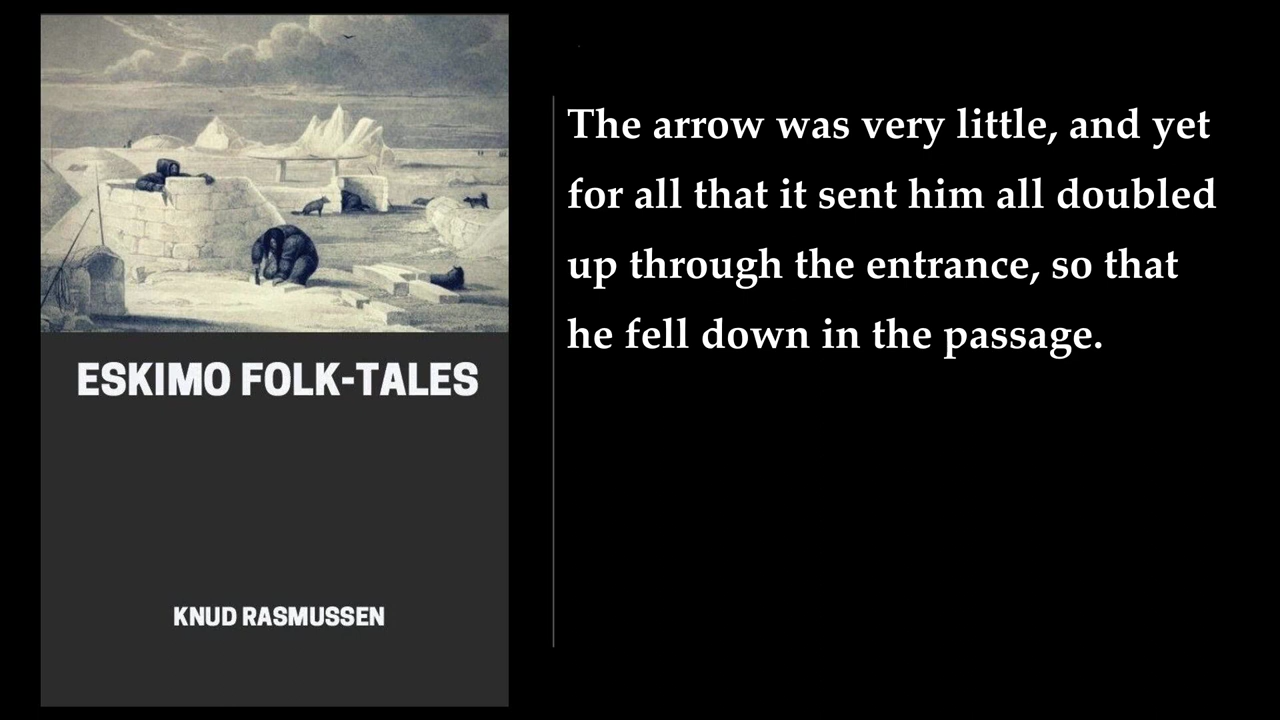 ESKIMO FOLK-TALES
KNUD RASMUSSEN
The arrow was very little, and yet
for all that it sent him all doubled
up through the entrance, so that
he fell down in the passage.